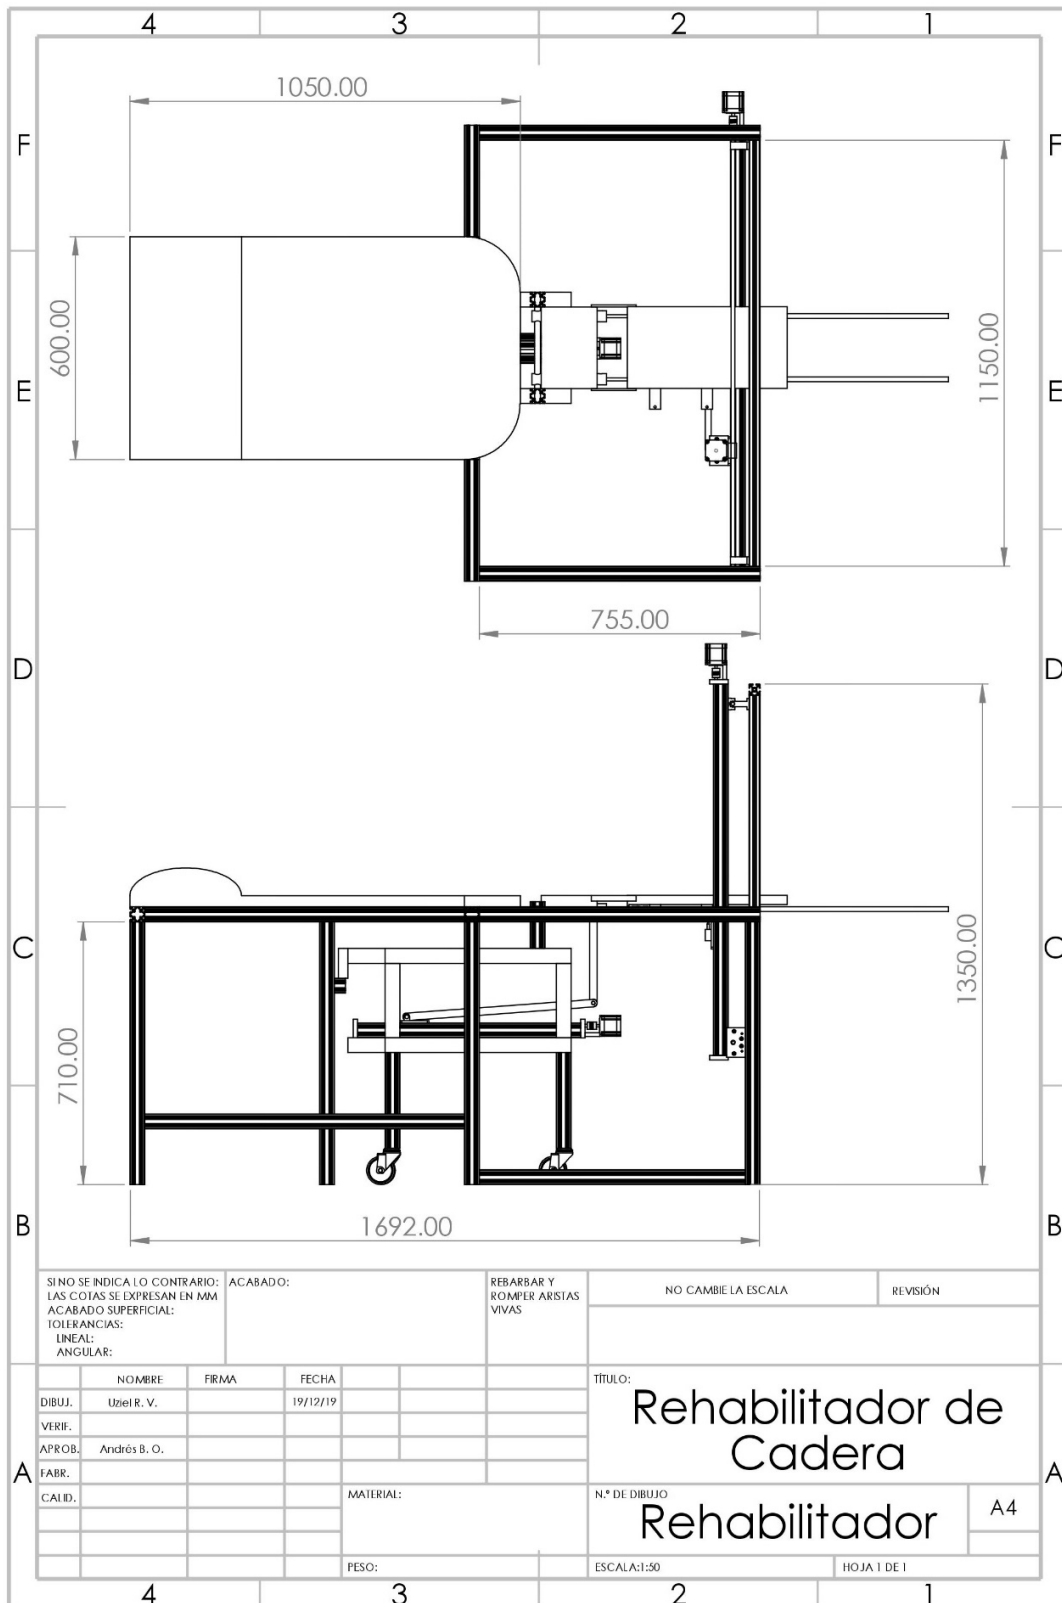 4 3 2 1
1050.00
F F
600.00
1150.00
E E
755.00
D D
C C
710.00
1350.00
1692.00
B B
SI NO SE INDICA LO CONTRARIO:
LAS COTAS SE EXPRESAN EN MM
ACABADO SUPERFICIAL:
TOLERANCIAS:
LINEAL:
ANGULAR:
ACABADO:
REBARBAR Y
ROMPER ARISTAS
VIVAS
NO CAMBIE LA ESCALA
REVISIÓN
NOMBRE FIRMA FECHA
DIBUJ. Uziel R. V. 19/12/19
VERIF.
APROB. Andrés B. O.
FABR.
CALID.
MATERIAL:
PESO:
TÍTULO:
Rehabilitador de
Cadera
N.º DE DIBUJO
Rehabilitador
A4
ESCALA:1:50
HOJA 1 DE 1
A A
4 3 2 1